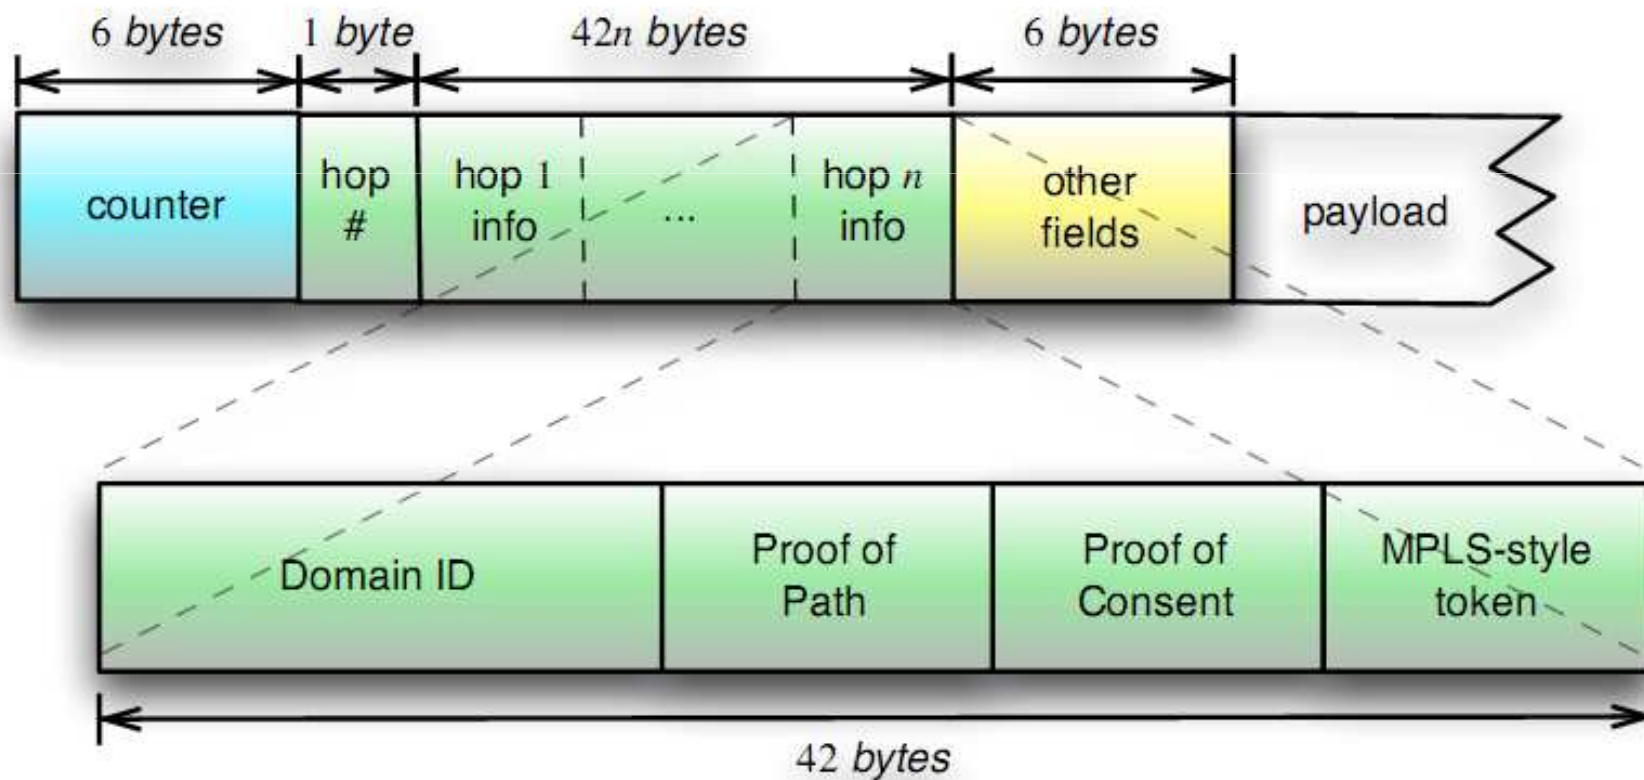 6 bytes 1 byte 42n bytes 6 bytes
counter
hop
#
hop 1
info
...
hop n
info
other
fields
payload
Domain ID
Proof of
Path
Proof of
Consent
MPLS-style
token
42 bytes